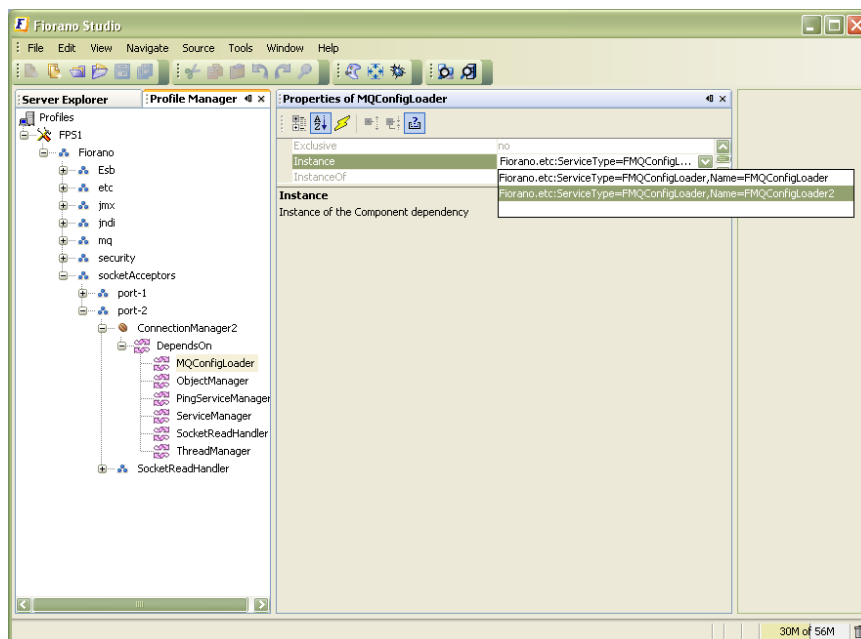 Fiorano Studio
File Edit View Navigate Source Tools Window Help
Server Explorer
Profile Manager
Profiles
FPS1
Fiorano
Esb
etc
jmx
jndi
mq
security
socketAcceptors
port-1
port-2
ConnectionManager2
DependsOn
MQConfigLoader
ObjectManager
PingServiceManager
ServiceManager
SocketReadHandler
ThreadManager
SocketReadHandler
Properties of MQConfigLoader
Exclusive no
Instance Fiorano.etc:ServiceType=FMQConfigL...
InstanceOf
Fiorano.etc:ServiceType=FMQConfigLoader,Name=FMQConfigLoader
Fiorano.etc:ServiceType=FMQConfigLoader,Name=FMQConfigLoader2
Instance
Instance of the Component dependency
30M of 56M